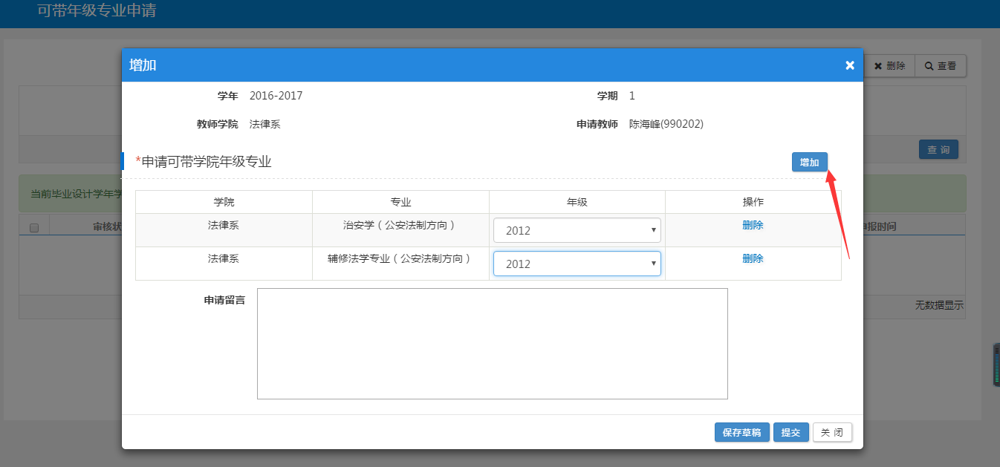 可带年级专业申请
增加
删除 查看
学年 2016-2017 学期 1
教师学院 法律系 申请教师 陈海峰(990202)
查 询
*申请可带学院年级专业 增加
当前毕业设计学年学
学院 专业 年级 操作
审核状 报时间
法律系 治安学（公安法制方向） 2012 删除
法律系 辅修法学专业（公安法制方向） 2012 删除
申请留言
无数据显示
保存草稿 提交 关 闭